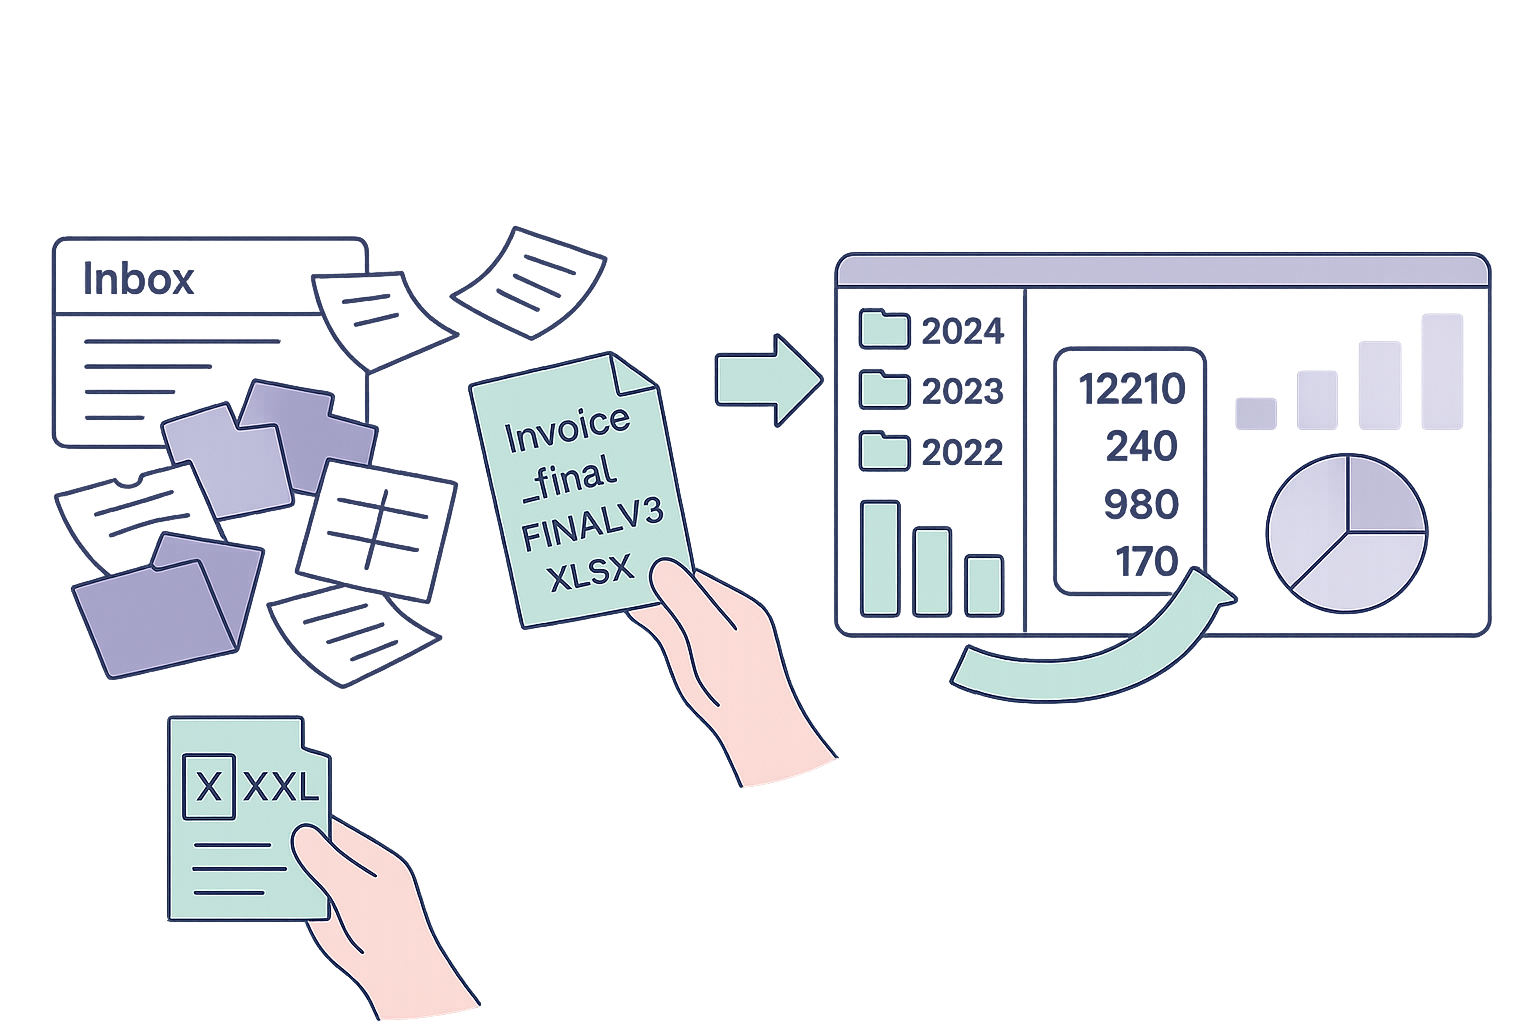 Inbox
Invoice
_final
FINALV3
XLSX
X XXL
2024
2023
2022
12210
240
980
170